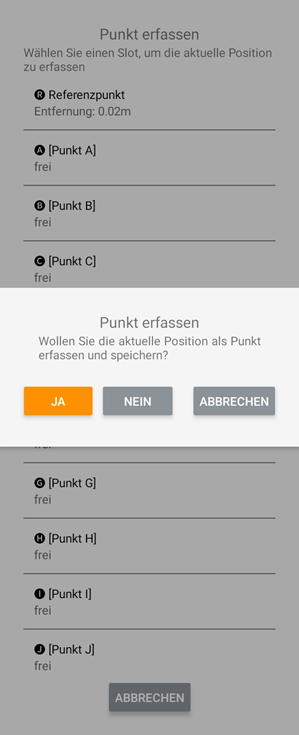 Punkt erfassen
Wählen Sie einen Slot, um die aktuelle Position
zu erfassen
R Referenzpunkt
Entfernung: 0.02m
A [Punkt A]
frei
B [Punkt B]
frei
C [Punkt C]
frei
Punkt erfassen
Wollen Sie die aktuelle Position als Punkt
erfassen und speichern?
JA NEIN ABBRECHEN
frei
G [Punkt G]
frei
H [Punkt H]
frei
I [Punkt I]
frei
J [Punkt J]
frei
ABBRECHEN